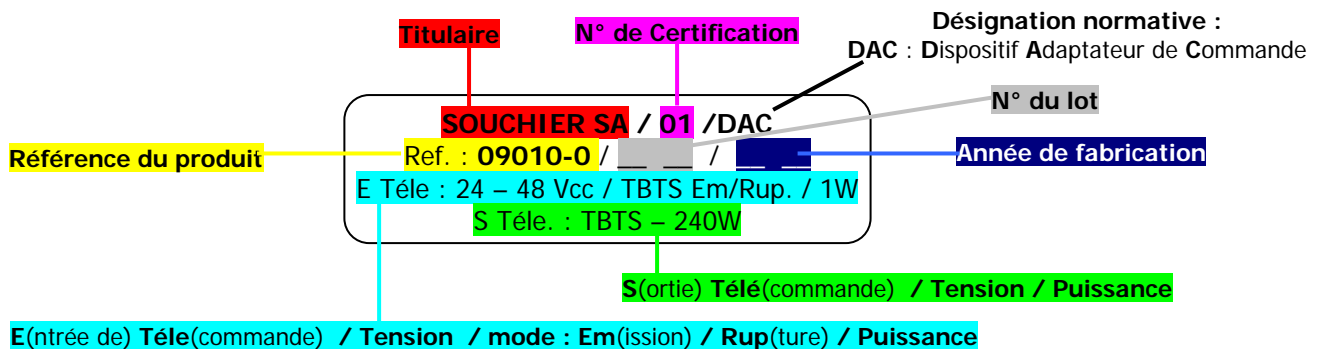 Titulaire
N° de Certification
Désignation normative :
DAC : Dispositif Adaptateur de Commande
N° du lot
SOUCHIER SA / 01 /DAC
Référence du produit
Ref. : 09010-0 / __ __ / __ __
Année de fabrication
E Téle : 24 – 48 Vcc / TBTS Em/Rup. / 1W
S Téle. : TBTS – 240W
S(ortie) Télé(commande) / Tension / Puissance
E(ntrée de) Téle(commande) / Tension / mode : Em(ission) / Rup(ture) / Puissance